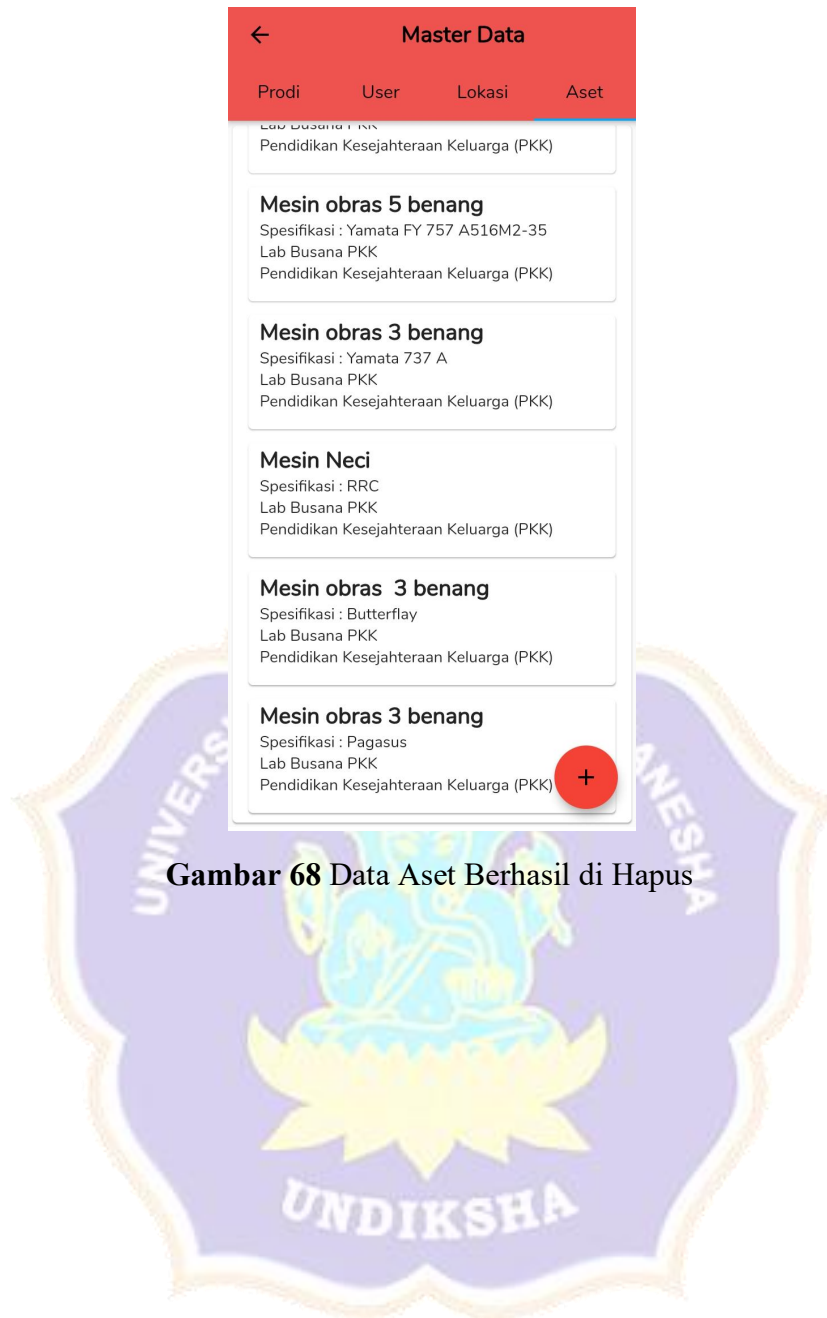 Master Data
Prodi User Lokasi Aset
Lab Busana PKK
Pendidikan Kesejahteraan Keluarga (PKK)
Mesin obras 5 benang
Spesifikasi : Yamata FY 757 A516M2-35
Lab Busana PKK
Pendidikan Kesejahteraan Keluarga (PKK)
Mesin obras 3 benang
Spesifikasi : Yamata 737 A
Lab Busana PKK
Pendidikan Kesejahteraan Keluarga (PKK)
Mesin Neci
Spesifikasi : RRC
Lab Busana PKK
Pendidikan Kesejahteraan Keluarga (PKK)
Mesin obras  3 benang
Spesifikasi : Butterflay
Lab Busana PKK
Pendidikan Kesejahteraan Keluarga (PKK)
Mesin obras 3 benang
Spesifikasi : Pagasus
Lab Busana PKK
Pendidikan Kesejahteraan Keluarga (PKK)
+
Gambar 68 Data Aset Berhasil di Hapus
UNDIKSHA